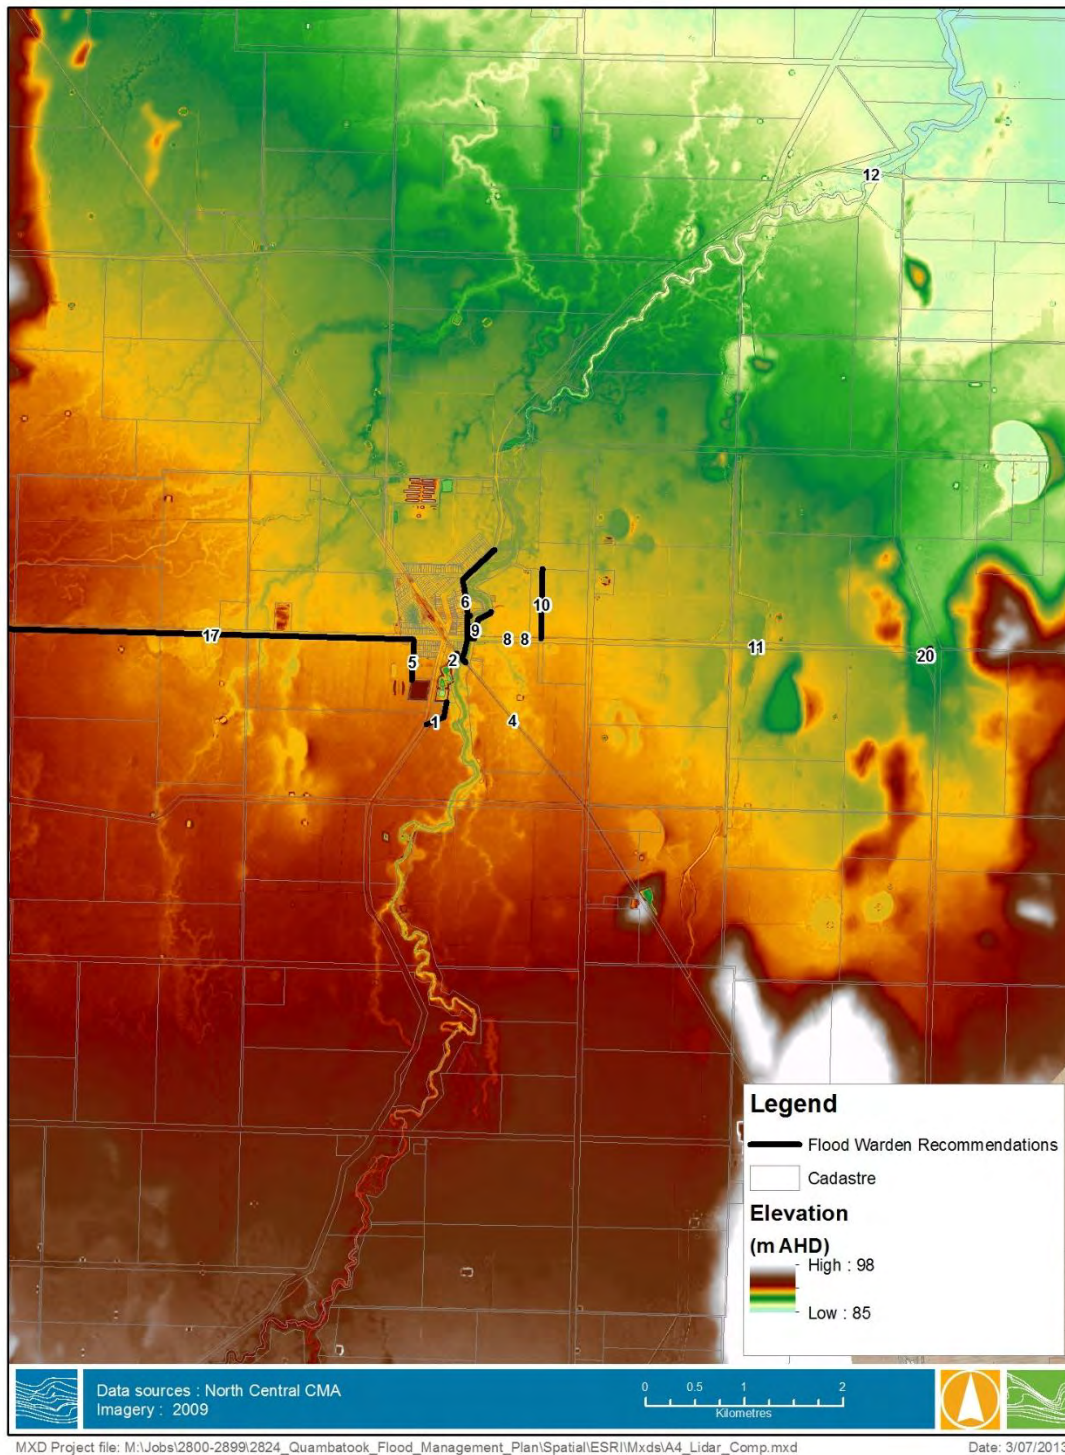 12
6
10
17
9
8 8
11
5
2
20
1
4
Legend
Flood Warden Recommendations
Cadastre
Elevation
(m AHD)
High : 98
Low : 85
Data sources : North Central CMA
Imagery : 2009
0 0.5 1 2
Kilometres
MXD Project file: M:\Jobs\2800-2899\2824_Quambatook_Flood_Management_Plan\Spatial\ESRI\Mxds\A4_Lidar_Comp.mxd
Date: 3/07/2013